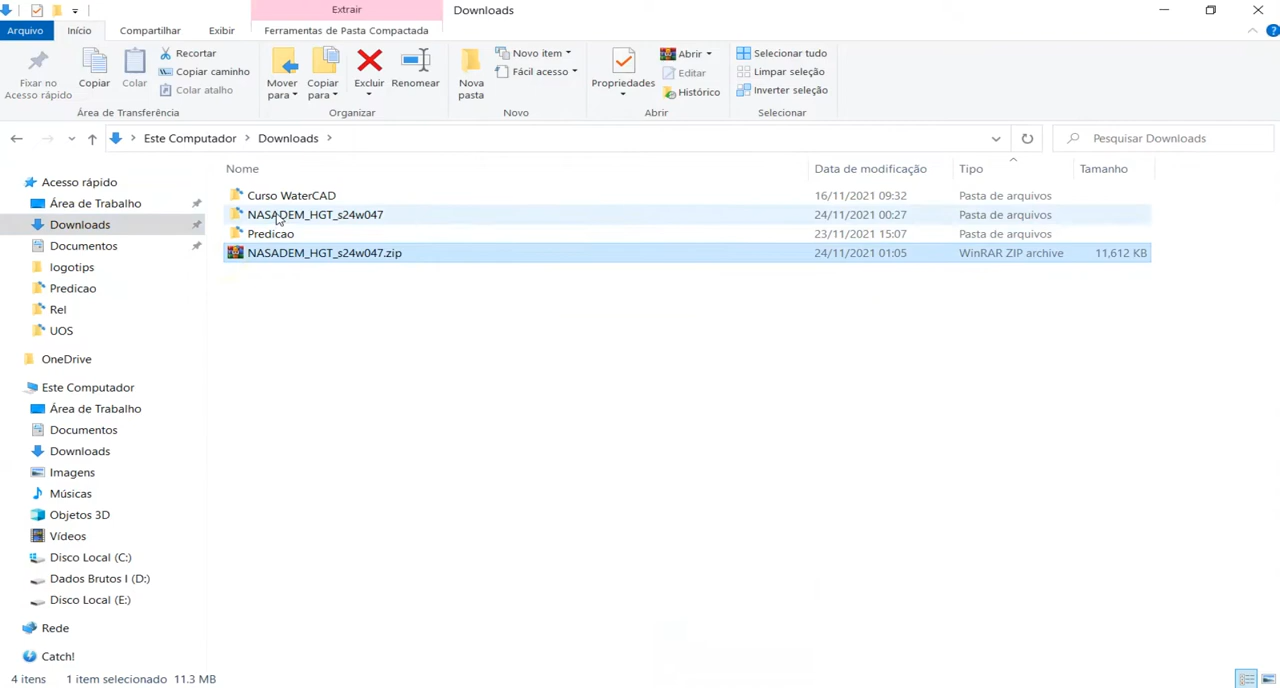 Extrair
Downloads
Arquivo
Início
Compartilhar
Exibir
Ferramentas de Pasta Compactada
Fixar no
Acesso rápido
Copiar
Colar
Recortar
Copiar caminho
Colar atalho
Área de Transferência
Mover
para
Copiar
para
Excluir
Renomear
Organizar
Nova
pasta
Novo item
Fácil acesso
Novo
Propriedades
Abrir
Editar
Histórico
Abrir
Selecionar tudo
Limpar seleção
Inverter seleção
Selecionar
Este Computador
Downloads
Pesquisar Downloads
Nome Data de modificação Tipo Tamanho
Curso WaterCAD 16/11/2021 09:32 Pasta de arquivos
NASADEM_HGT_s24w047 24/11/2021 00:27 Pasta de arquivos
Predicao 23/11/2021 15:07 Pasta de arquivos
NASADEM_HGT_s24w047.zip 24/11/2021 01:05 WinRAR ZIP archive 11,612 KB
Acesso rápido
Área de Trabalho
Downloads
Documentos
logotips
Predicao
Rel
UOS
OneDrive
Este Computador
Área de Trabalho
Documentos
Downloads
Imagens
Músicas
Objetos 3D
Vídeos
Disco Local (C:)
Dados Brutos I (D:)
Disco Local (E:)
Rede
Catch!
4 itens 1 item selecionado 11.3 MB